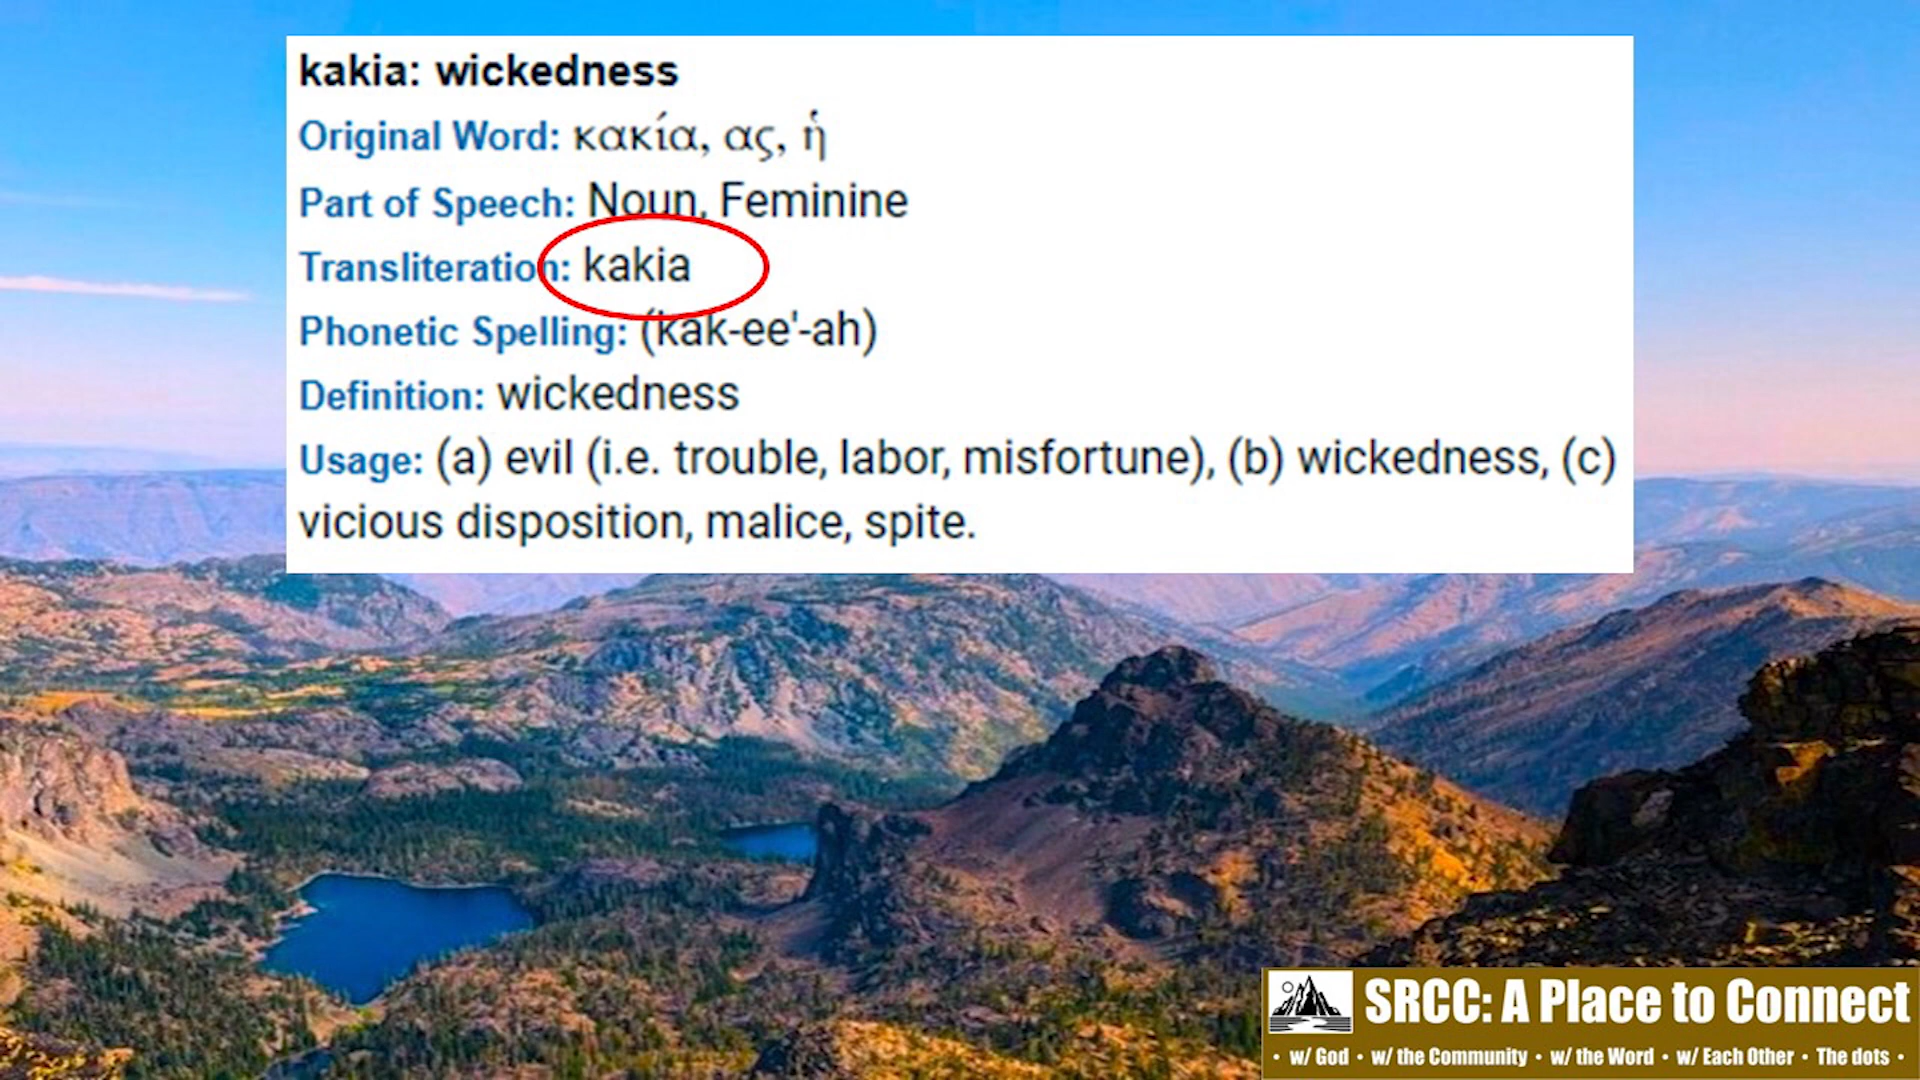 kakia: wickedness
Original Word: κακία, ας, ἡ
Part of Speech: Noun, Feminine
Transliteration: kakia
Phonetic Spelling: (kak-ee'-ah)
Definition: wickedness
Usage: (a) evil (i.e. trouble, labor, misfortune), (b) wickedness, (c)
vicious disposition, malice, spite.
SRCC: A Place to Connect
• w/ God • w/ the Community • w/ the Word • w/ Each Other • The dots •